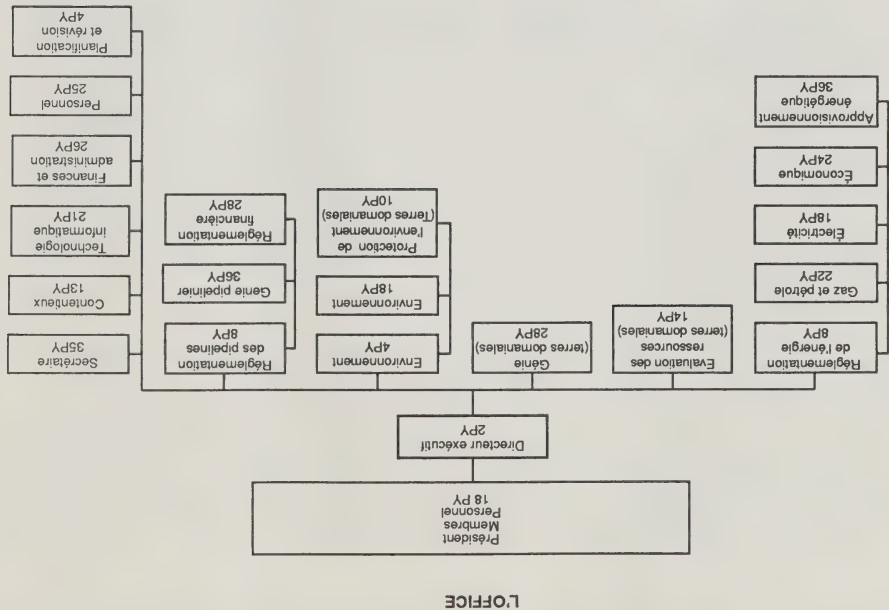 L'OFFICE
Président
Membres
Personnel
18 PY
Directeur exécutif
2PY
Réglementation
de l'énergie
8PY
Gaz et pétrole
22PY
Électricité
18PY
Économique
24PY
Approvisionnement
énergétique
36PY
Evaluation des
ressources
(terres domaniales)
14PY
Génie
(terres domaniales)
28PY
Environnement
4PY
Environnement
18PY
Protection de
l'environnement
(Terres domaniales)
10PY
Réglementation
des pipelines
8PY
Génie pipelinier
36PY
Réglementation
financière
28PY
Secrétaire
35PY
Contentieux
13PY
Technologie
informatique
21PY
Finances et
administration
26PY
Personnel
25PY
Planification
et révision
4PY